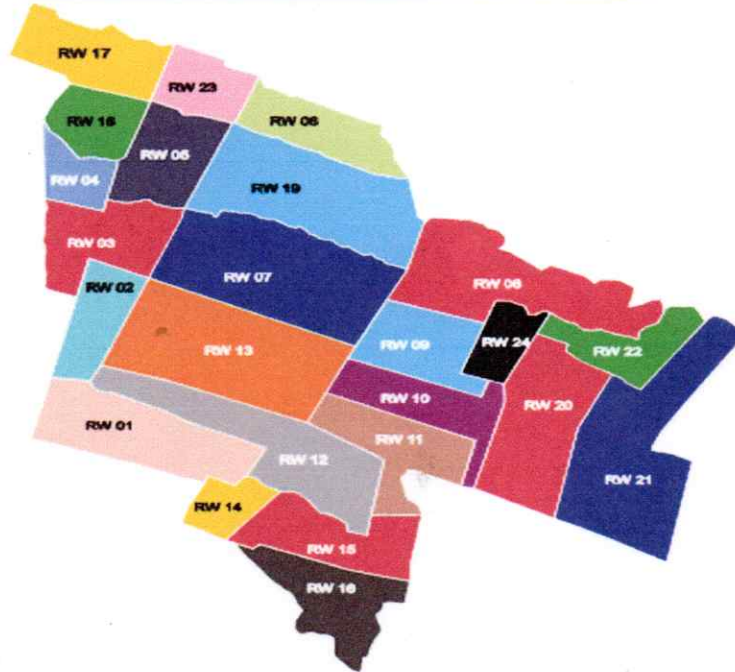 RW 17
RW 23
RW 06
RW 18
RW 05
RW 04
RW 19
RW 03
RW 07
RW 02
RW 08
RW 13
RW 09
RW 24
RW 22
RW 10
RW 20
RW 01
RW 11
RW 12
RW 21
RW 14
RW 15
RW 16